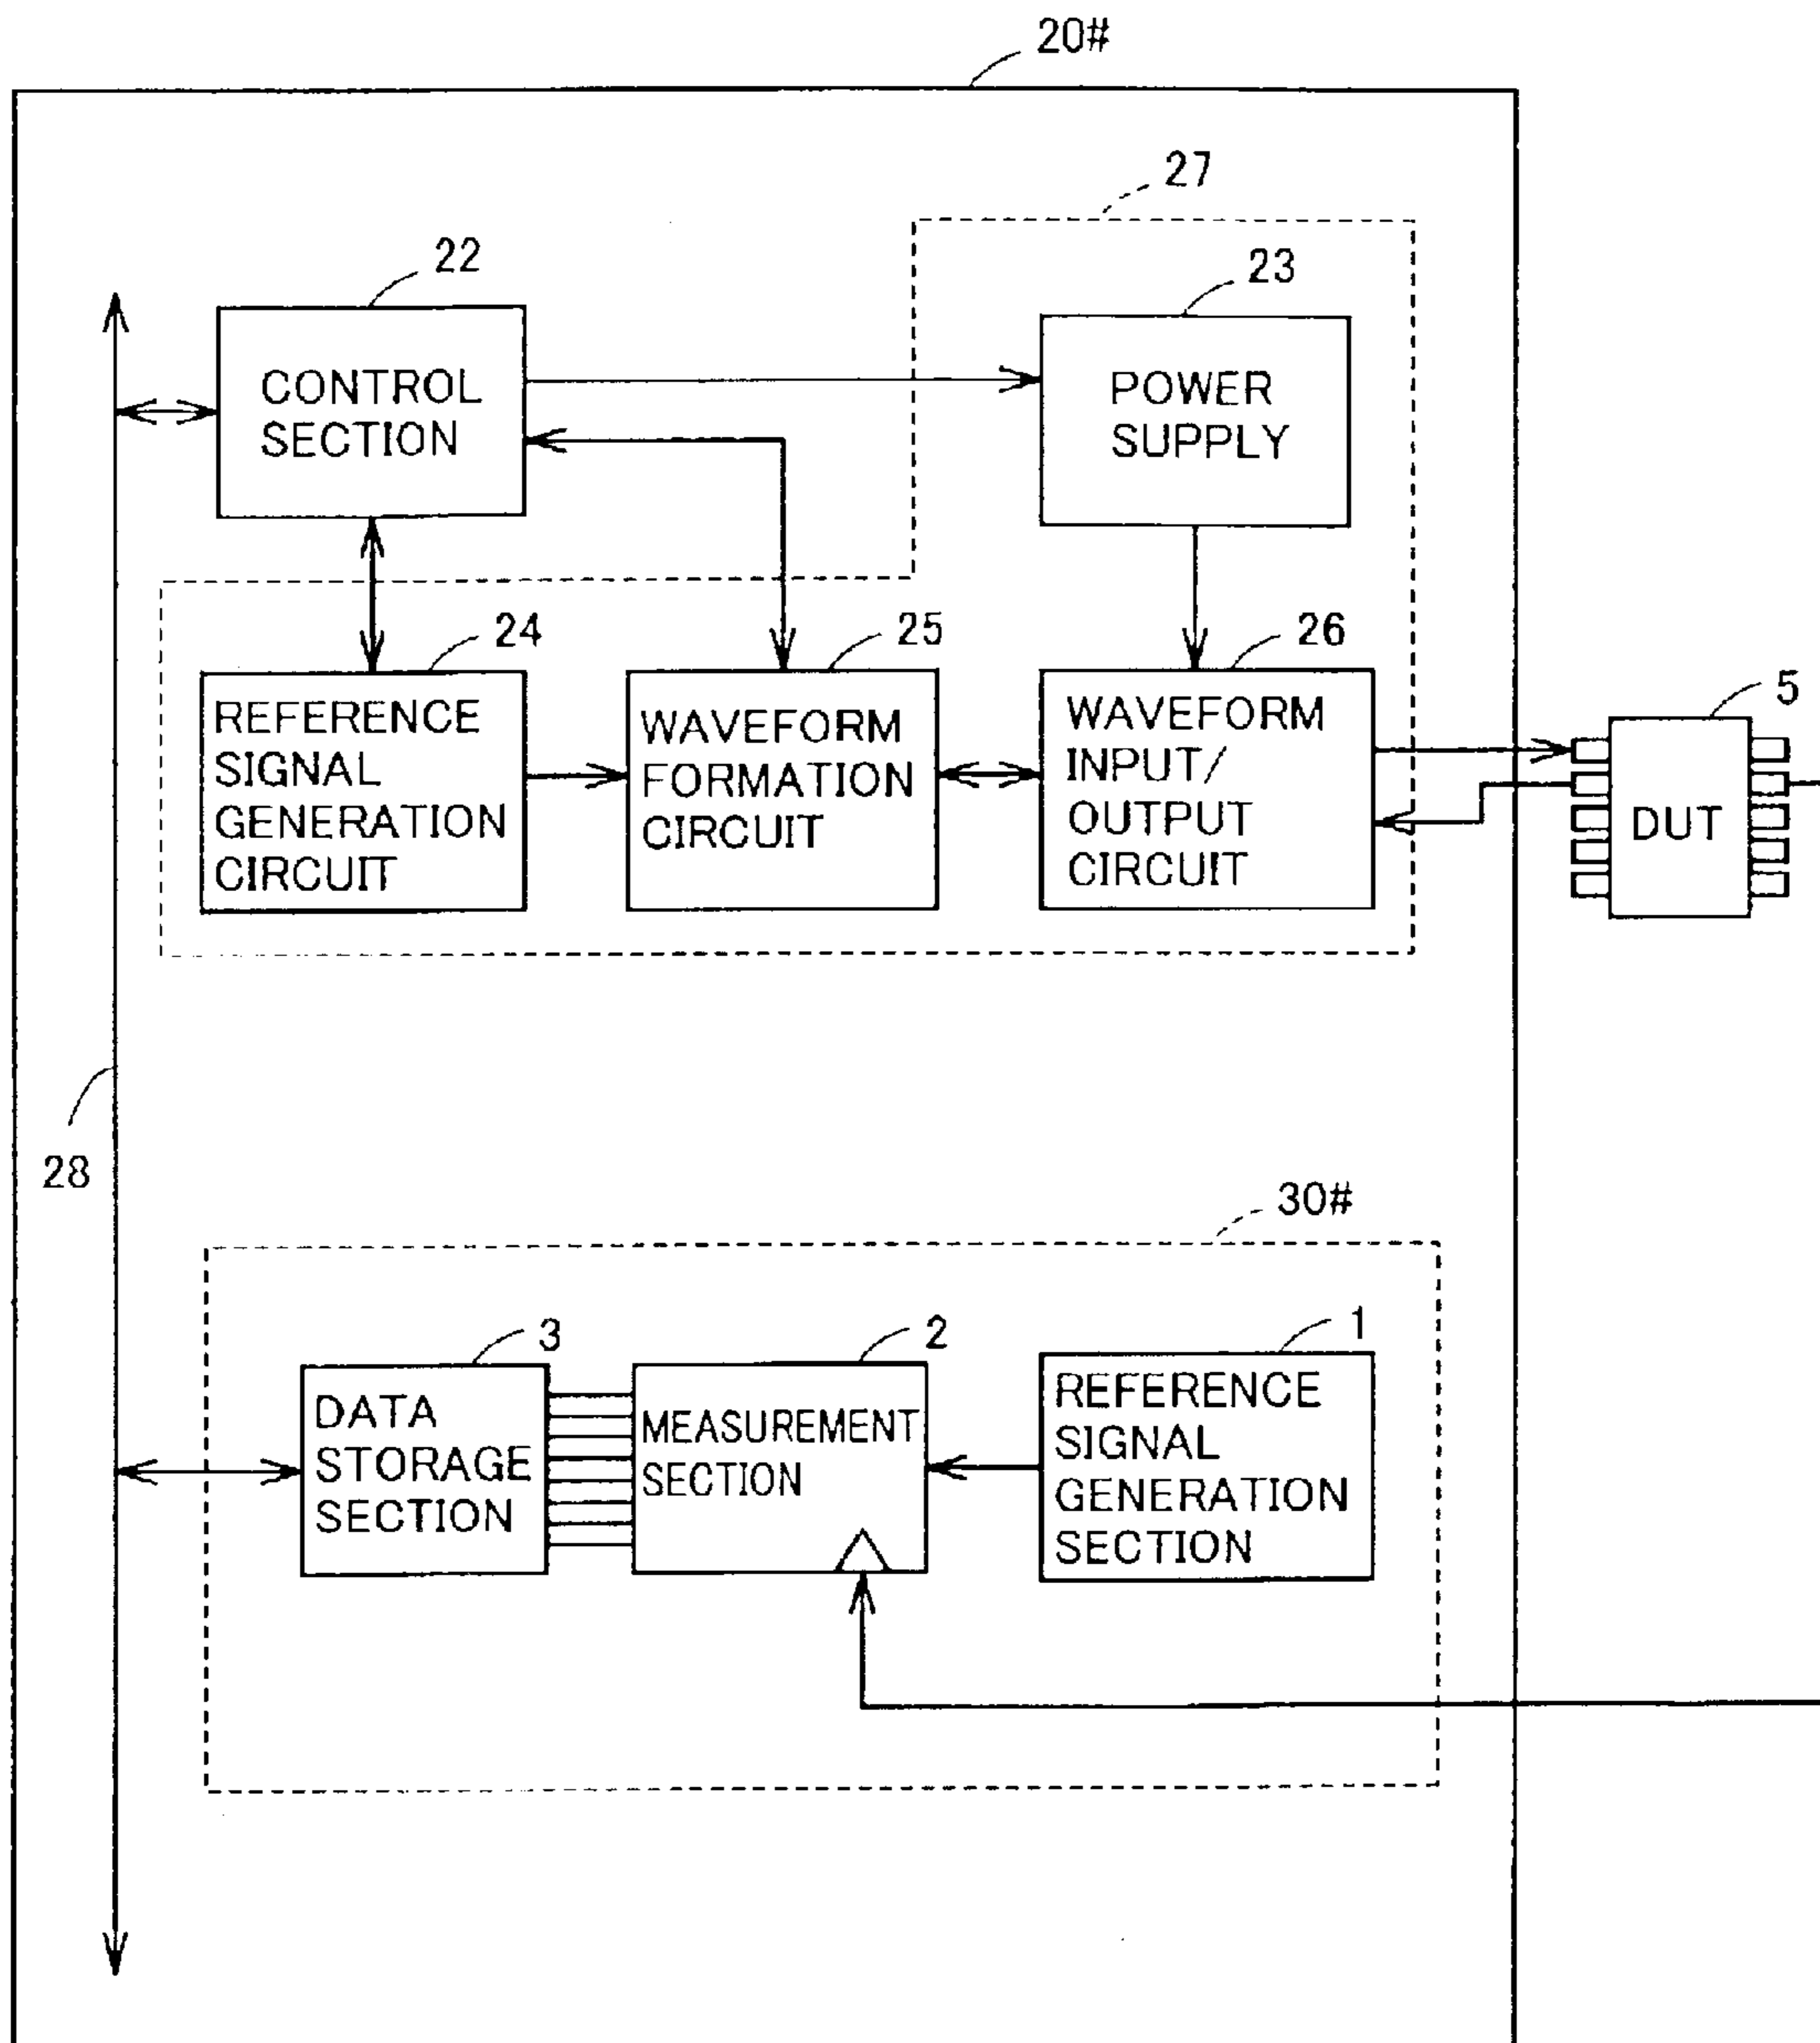 20#
27
22
23
CONTROL
SECTION
POWER
SUPPLY
24
25
26
5
REFERENCE
SIGNAL
GENERATION
CIRCUIT
WAVEFORM
FORMATION
CIRCUIT
WAVEFORM
INPUT/
OUTPUT
CIRCUIT
DUT
28
30#
3
2
1
DATA
STORAGE
SECTION
MEASUREMENT
SECTION
REFERENCE
SIGNAL
GENERATION
SECTION